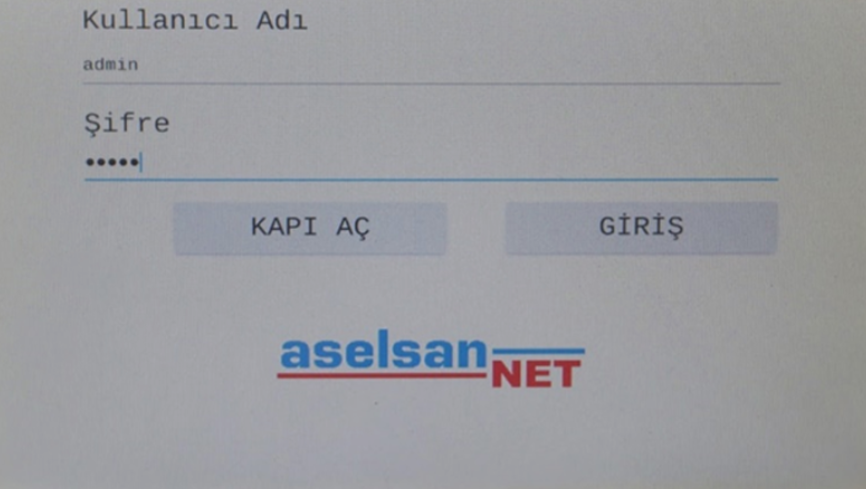 Kullanıcı Adı
admin
Şifre
•••••
KAPI AÇ
GİRİŞ
aselsan
NET